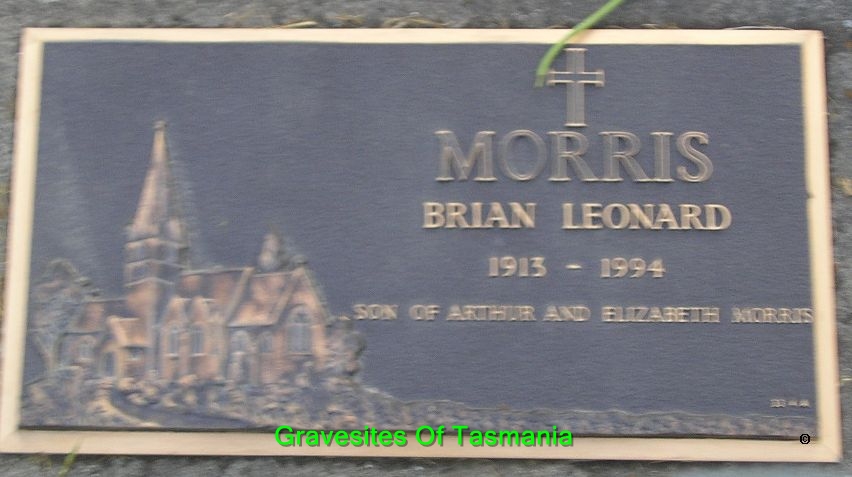 MORRIS
BRIAN LEONARD
1913 - 1994
SON OF ARTHUR AND ELIZABETH MORRIS
Gravesites Of Tasmania
©